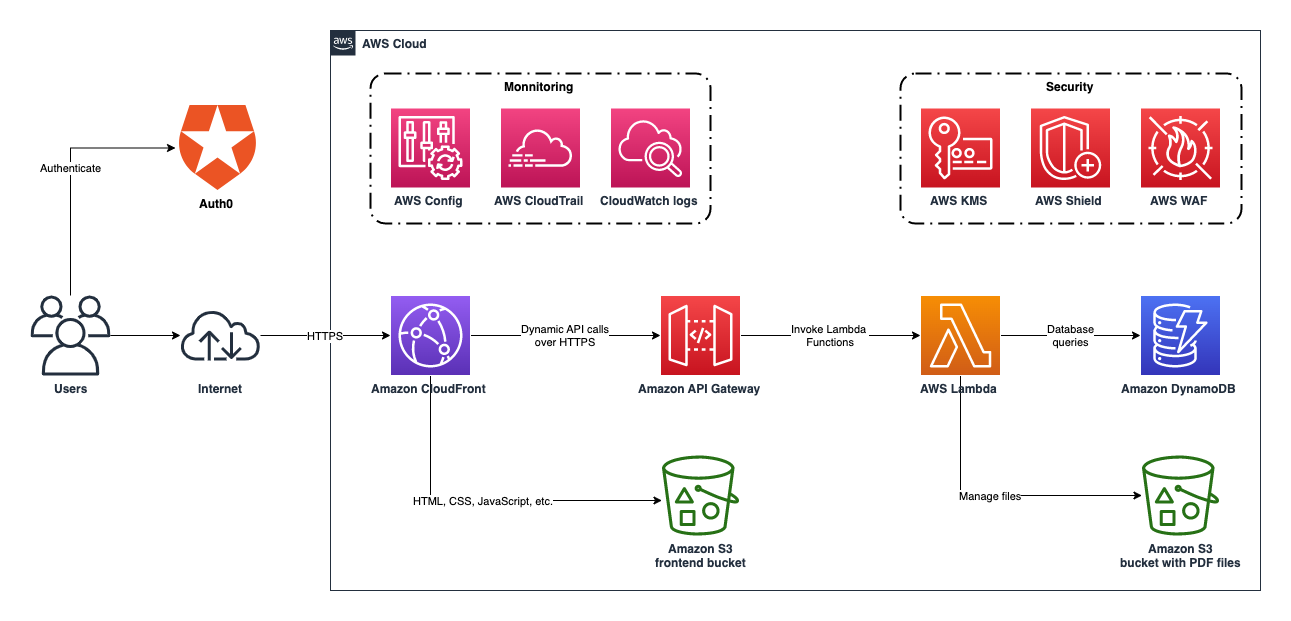 aws
AWS Cloud
Monnitoring
Security
AWS Config
AWS CloudTrail
CloudWatch logs
AWS KMS
AWS Shield
AWS WAF
Authenticate
Auth0
Users
Internet
HTTPS
Amazon CloudFront
Dynamic API calls
over HTTPS
</>
Amazon API Gateway
Invoke Lambda
Functions
AWS Lambda
Database
queries
Amazon DynamoDB
HTML, CSS, JavaScript, etc.
Amazon S3
frontend bucket
Manage files
Amazon S3
bucket with PDF files